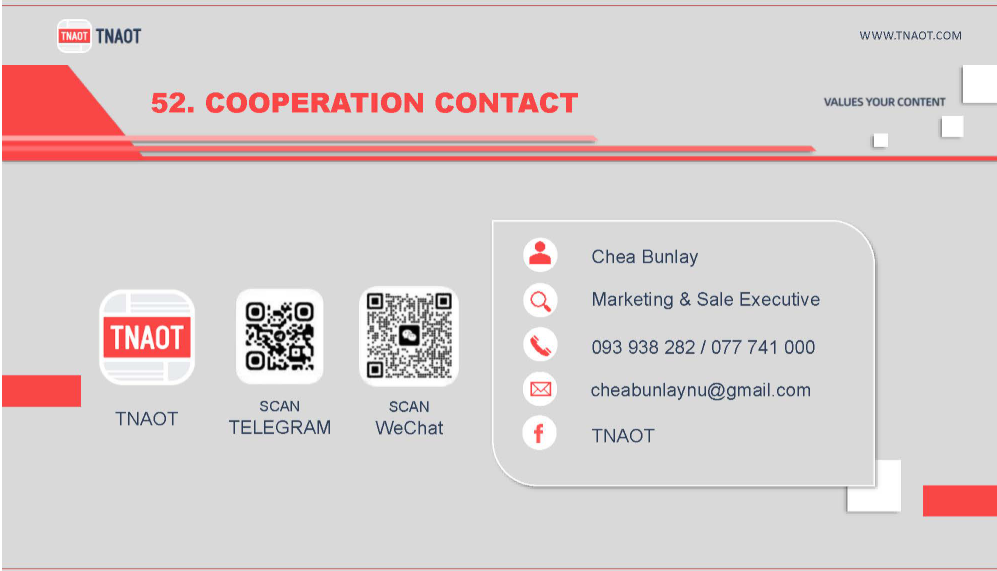 TNAOT TNAOT
WWW.TNAOT.COM
52. COOPERATION CONTACT
VALUES YOUR CONTENT
TNAOT
TNAOT
SCAN
TELEGRAM
SCAN
WeChat
Chea Bunlay
Marketing & Sale Executive
093 938 282 / 077 741 000
cheabunlaynu@gmail.com
f TNAOT